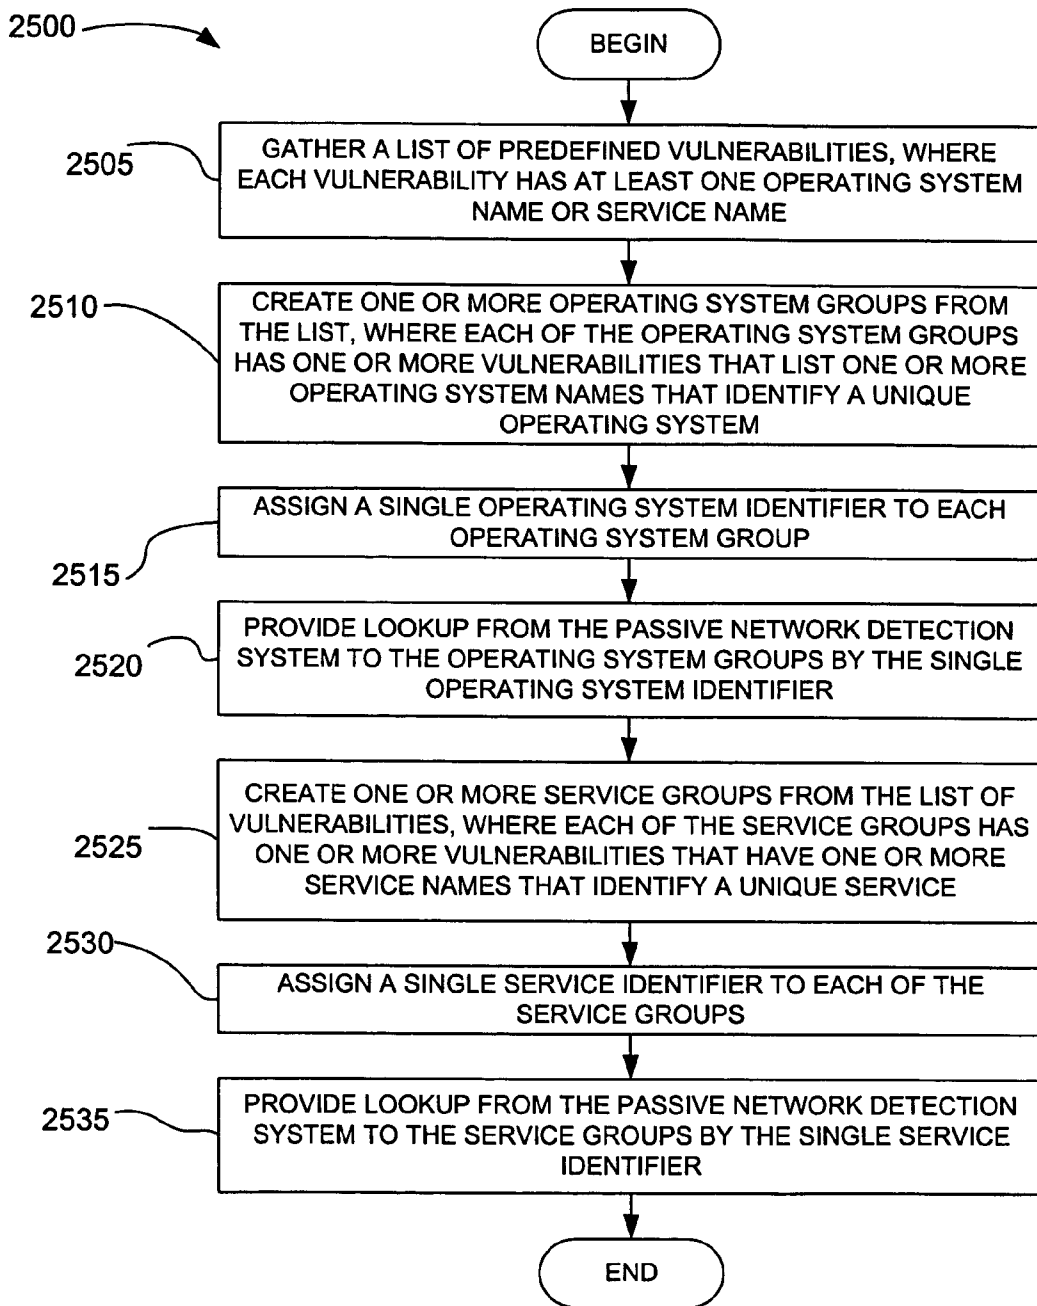 2500
BEGIN
2505
GATHER A LIST OF PREDEFINED VULNERABILITIES, WHERE
EACH VULNERABILITY HAS AT LEAST ONE OPERATING SYSTEM
NAME OR SERVICE NAME
2510
CREATE ONE OR MORE OPERATING SYSTEM GROUPS FROM
THE LIST, WHERE EACH OF THE OPERATING SYSTEM GROUPS
HAS ONE OR MORE VULNERABILITIES THAT LIST ONE OR MORE
OPERATING SYSTEM NAMES THAT IDENTIFY A UNIQUE
OPERATING SYSTEM
2515
ASSIGN A SINGLE OPERATING SYSTEM IDENTIFIER TO EACH
OPERATING SYSTEM GROUP
2520
PROVIDE LOOKUP FROM THE PASSIVE NETWORK DETECTION
SYSTEM TO THE OPERATING SYSTEM GROUPS BY THE SINGLE
OPERATING SYSTEM IDENTIFIER
2525
CREATE ONE OR MORE SERVICE GROUPS FROM THE LIST OF
VULNERABILITIES, WHERE EACH OF THE SERVICE GROUPS HAS
ONE OR MORE VULNERABILITIES THAT HAVE ONE OR MORE
SERVICE NAMES THAT IDENTIFY A UNIQUE SERVICE
2530
ASSIGN A SINGLE SERVICE IDENTIFIER TO EACH OF THE
SERVICE GROUPS
2535
PROVIDE LOOKUP FROM THE PASSIVE NETWORK DETECTION
SYSTEM TO THE SERVICE GROUPS BY THE SINGLE SERVICE
IDENTIFIER
END